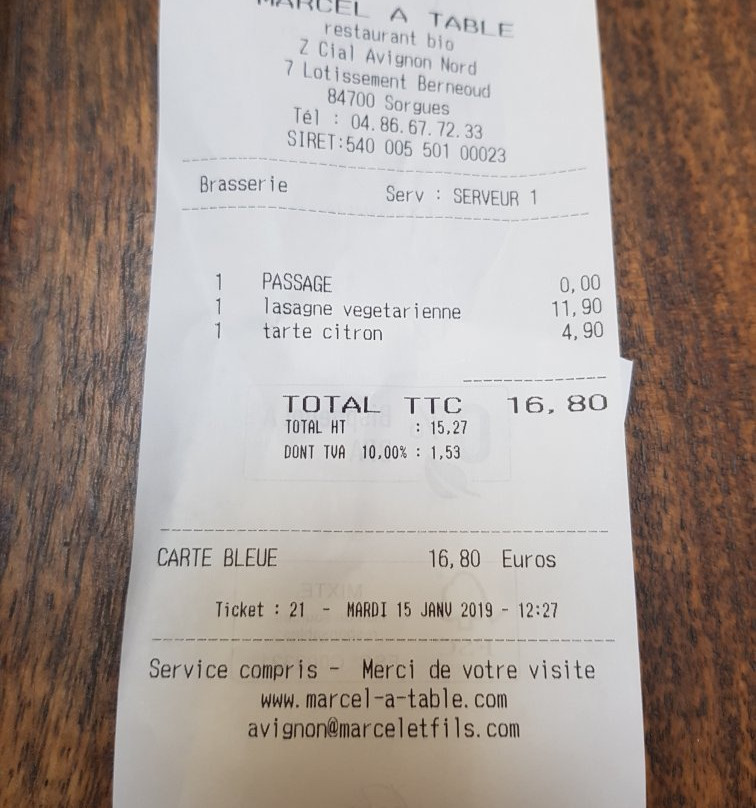 MARCEL A TABLE
restaurant bio
Z Cial Avignon Nord
7 Lotissement Berneoud
84700 Sorgues
Tél : 04.86.67.72.33
SIRET:540 005 501 00023
Brasserie Serv : SERVEUR 1
1 PASSAGE 0,00
1 lasagne vegetarienne 11,90
1 tarte citron 4,90
TOTAL TTC 16,80
TOTAL HT : 15,27
DONT TVA 10,00% : 1,53
CARTE BLEUE 16,80 Euros
Ticket : 21 - MARDI 15 JANV 2019 - 12:27
Service compris - Merci de votre visite
www.marcel-a-table.com
avignon@marceletfils.com